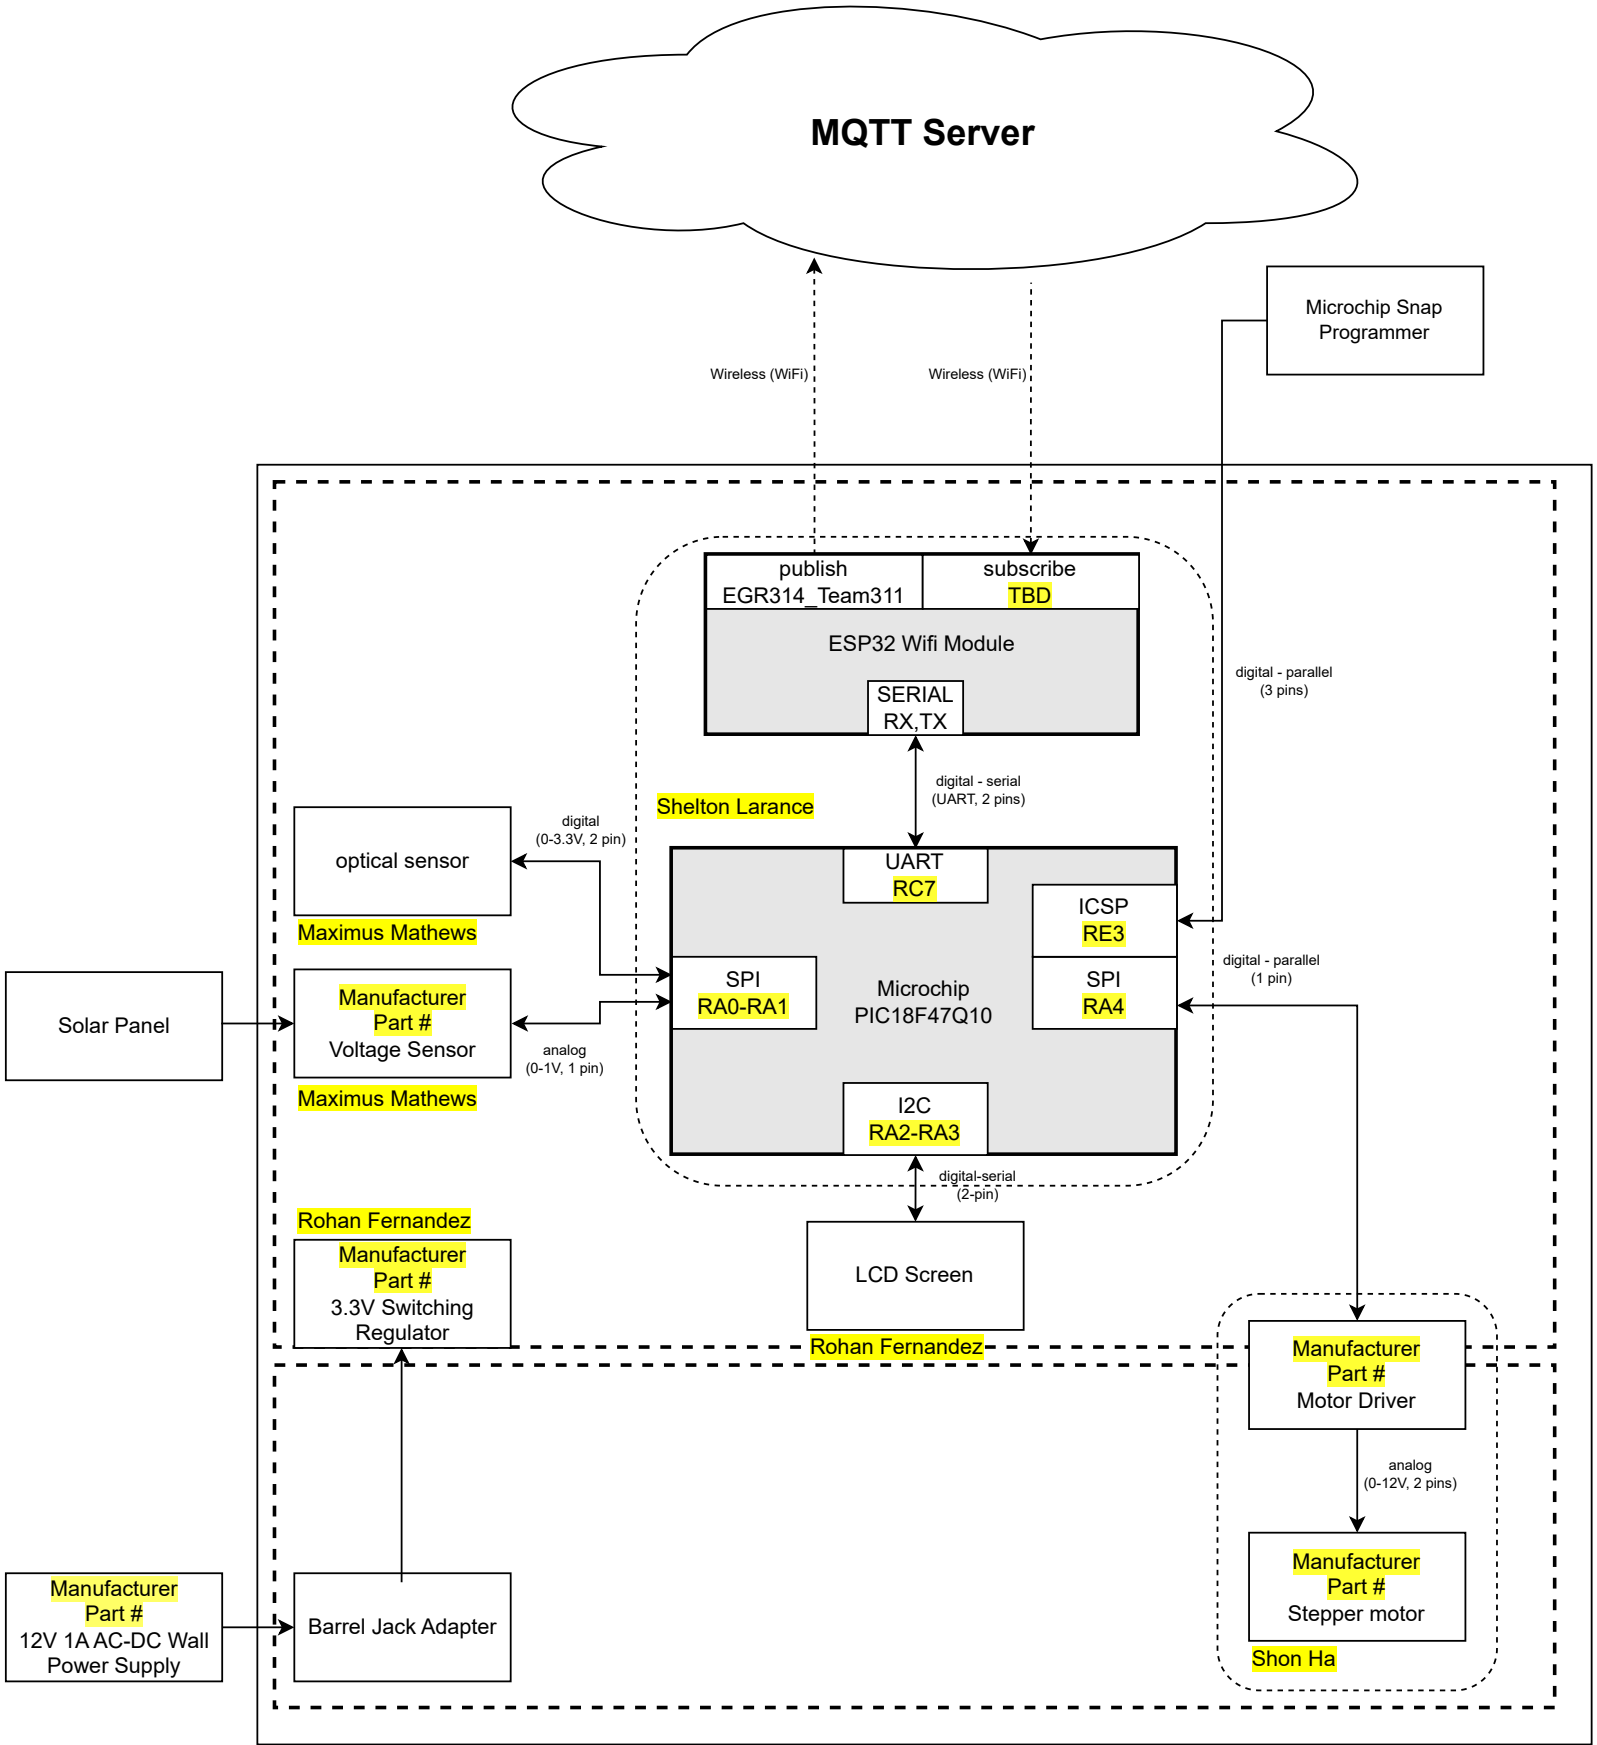 MQTT Server
Microchip Snap
Programmer
Wireless (WiFi)
Wireless (WiFi)
publish
EGR314_Team311
subscribe
TBD
ESP32 Wifi Module
SERIAL
RX,TX
digital - parallel
(3 pins)
digital - serial
(UART, 2 pins)
Shelton Larance
digital
(0-3.3V, 2 pin)
optical sensor
Maximus Mathews
UART
RC7
ICSP
RE3
SPI
RA4
digital - parallel
(1 pin)
SPI
RA0-RA1
Microchip
PIC18F47Q10
Solar Panel
Manufacturer
Part #
Voltage Sensor
analog
(0-1V, 1 pin)
Maximus Mathews
I2C
RA2-RA3
digital-serial
(2-pin)
Rohan Fernandez
Manufacturer
Part #
3.3V Switching
Regulator
LCD Screen
Rohan Fernandez
Manufacturer
Part #
Motor Driver
analog
(0-12V, 2 pins)
Manufacturer
Part #
Stepper motor
Shon Ha
Manufacturer
Part #
12V 1A AC-DC Wall
Power Supply
Barrel Jack Adapter